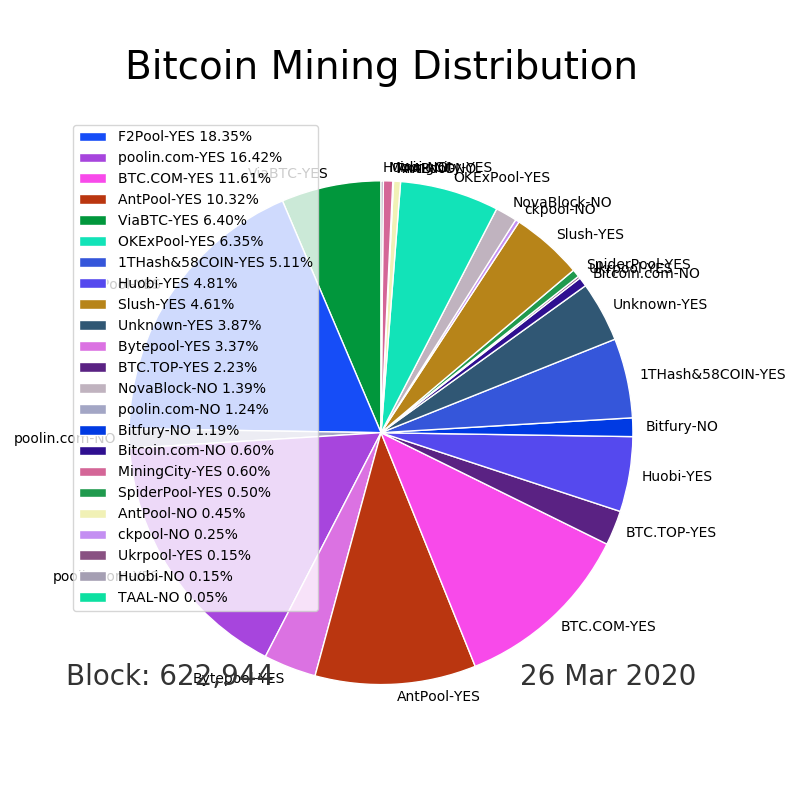 Bitcoin Mining Distribution
F2Pool-YES 18.35%
poolin.com-YES 16.42%
BTC.COM-YES 11.61%
AntPool-YES 10.32%
ViaBTC-YES 6.40%
OKExPool-YES 6.35%
1THash&58COIN-YES 5.11%
Huobi-YES 4.81%
Slush-YES 4.61%
Unknown-YES 3.87%
Bytepool-YES 3.37%
BTC.TOP-YES 2.23%
NovaBlock-NO 1.39%
poolin.com-NO 1.24%
Bitfury-NO 1.19%
Bitcoin.com-NO 0.60%
MiningCity-YES 0.60%
SpiderPool-YES 0.50%
AntPool-NO 0.45%
ckpool-NO 0.25%
Ukrpool-YES 0.15%
Huobi-NO 0.15%
TAAL-NO 0.05%
ViaBTC-YES
OKExPool-YES
NovaBlock-NO
ckpool-NO
Slush-YES
SpiderPool-YES
Ukrpool-YES
Bitcoin.com-NO
Unknown-YES
1THash&58COIN-YES
Bitfury-NO
Huobi-YES
BTC.TOP-YES
BTC.COM-YES
AntPool-YES
Bytepool-YES
poolin.com-NO
Block: 622,944
26 Mar 2020